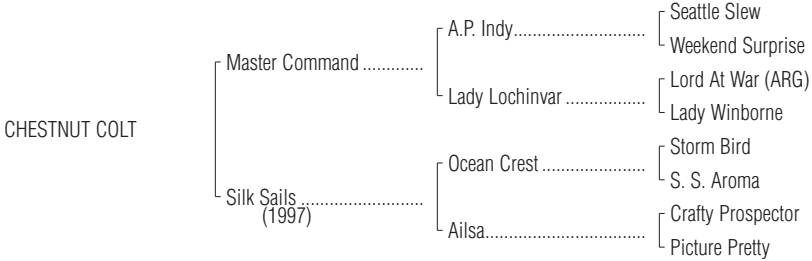 Seattle Slew
A.P. Indy..............................
Weekend Surprise
Master Command .............
Lord At War (ARG)
Lady Lochinvar .................
Lady Winborne
CHESTNUT COLT
Storm Bird
Ocean Crest......................
S. S. Aroma
Silk Sails ..........................
(1997)
Crafty Prospector
Ailsa...................................
Picture Pretty